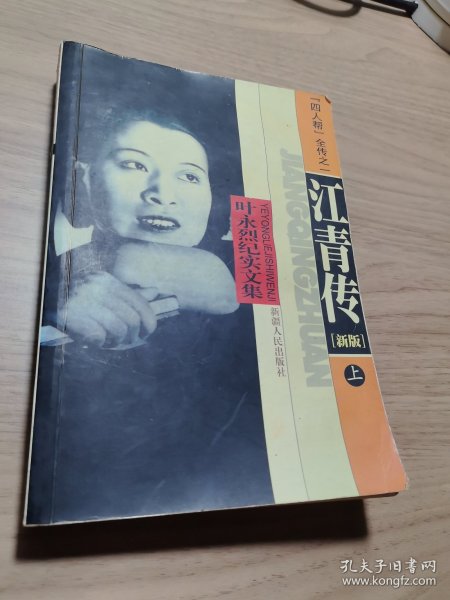 「四人帮」全传之一
JIANGQINGZHUAN
江青传
[新版]
上
YEYONGLIEJISHIWENJI
叶永烈纪实文集
新疆人民出版社
孔夫子旧书网
www.kongfz.com